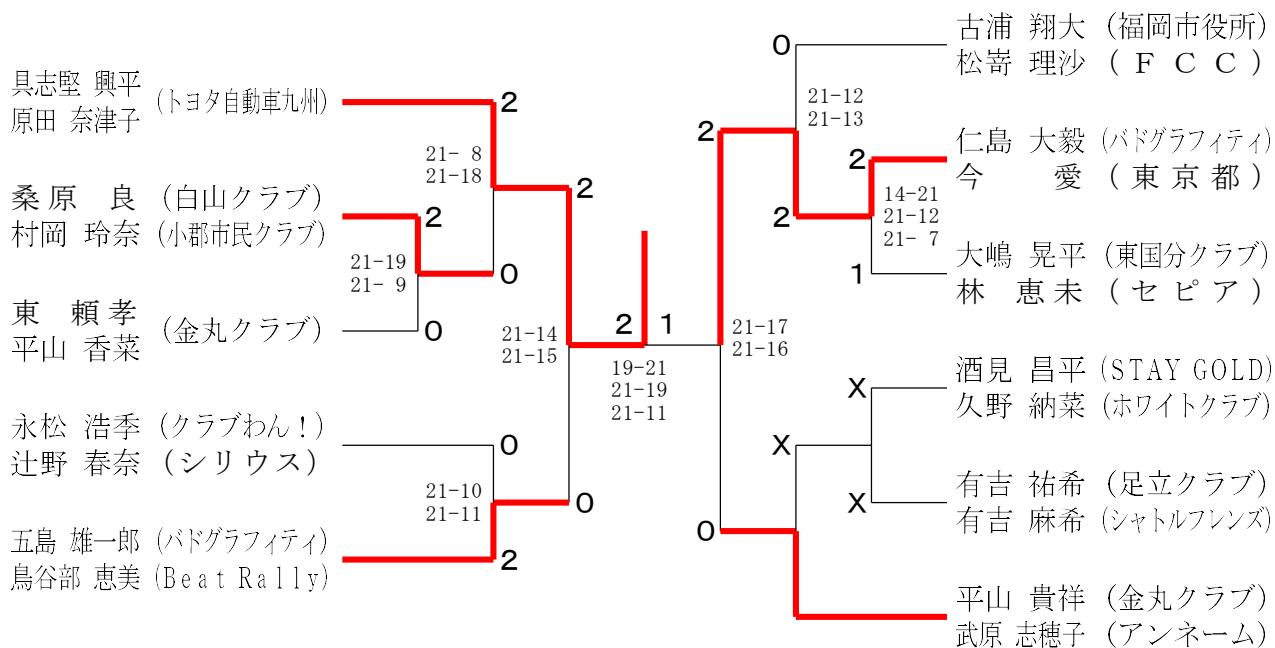 具志堅 興平
原田 奈津子
(トヨタ自動車九州)
桑原 良 (白山クラブ)
村岡 玲奈 (小郡市民クラブ)
東 頼孝
平山 香菜
(金丸クラブ)
永松 浩季 (クラブわん!)
辻野 春奈 (シリウス)
五島 雄一郎 (バドグラフィティ)
鳥谷部 恵美 (Beat Rally)
2
21- 8
21-18
2
0
21-19
21- 9
0
2
21-14
21-15
0
21-10
21-11
2
0
2 1
19-21
21-19
21-11
0
21-12
21-13
2
2
2
14-21
21-12
21- 7
1
21-17
21-16
X
X
X
0
古浦 翔大 (福岡市役所)
松嵜 理沙 (FCC)
仁島 大毅 (バドグラフィティ)
今 愛 (東京都)
大嶋 晃平 (東国分クラブ)
林 恵未 (セピア)
酒見 昌平 (STAY GOLD)
久野 納菜 (ホワイトクラブ)
有吉 祐希 (足立クラブ)
有吉 麻希 (シャトルフレンズ)
平山 貴祥 (金丸クラブ)
武原 志穂子 (アンネーム)